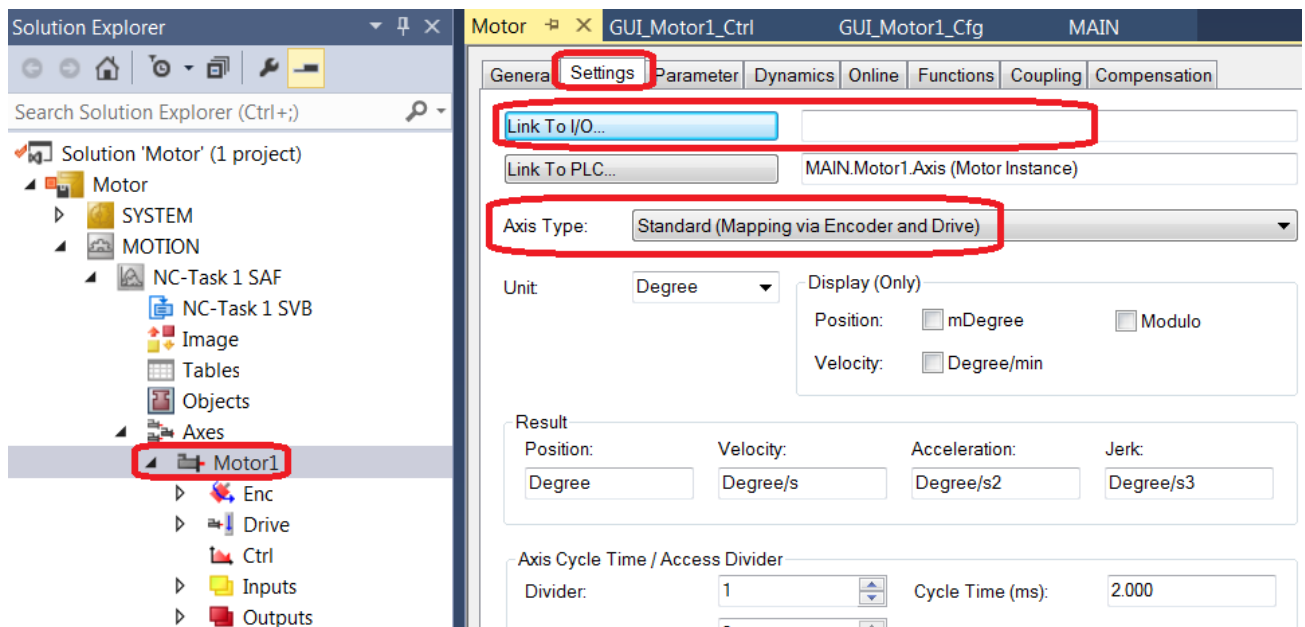 Solution Explorer
Search Solution Explorer (Ctrl+;)
Solution 'Motor' (1 project)
Motor
SYSTEM
MOTION
NC-Task 1 SAF
NC-Task 1 SVB
Image
Tables
Objects
Axes
Motor1
Enc
Drive
Ctrl
Inputs
Outputs
Motor GUI_Motor1_Ctrl GUI_Motor1_Cfg MAIN
General Settings Parameter Dynamics Online Functions Coupling Compensation
Link To I/O...
Link To PLC... MAIN.Motor1.Axis (Motor Instance)
Axis Type: Standard (Mapping via Encoder and Drive)
Unit: Degree Display (Only)
Position: mDegree Modulo
Velocity: Degree/min
Result
Position: Velocity: Acceleration: Jerk:
Degree Degree/s Degree/s2 Degree/s3
Axis Cycle Time / Access Divider
Divider: 1 Cycle Time (ms): 2.000